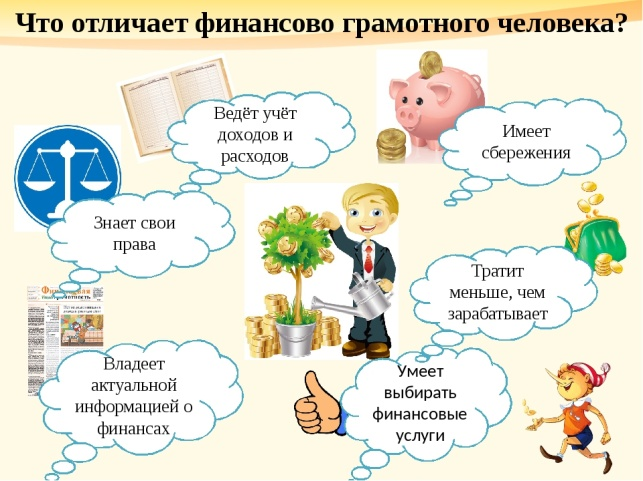 Что отличает финансово грамотного человека?
Ведёт учёт
доходов и
расходов
Имеет
сбережения
Знает свои
права
Тратит
меньше, чем
зарабатывает
Владеет
актуальной
информацией о
финансах
Умеет
выбирать
финансовые
услуги